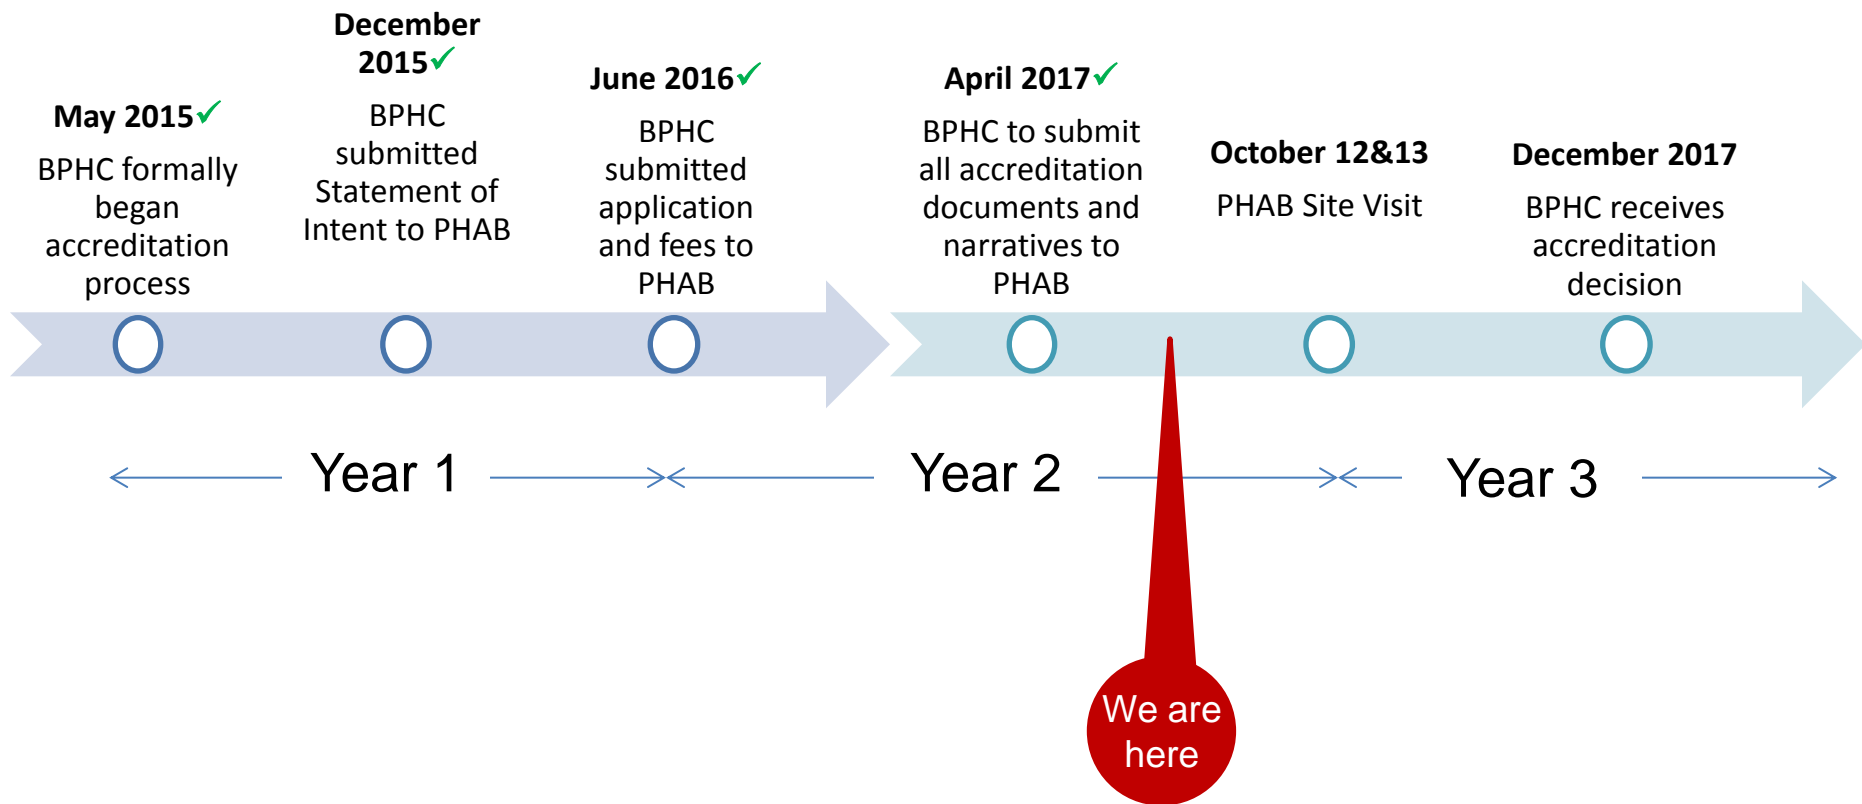 May 2015✓
BPHC formally
began
accreditation
process
December
2015✓
BPHC
submitted
Statement of
Intent to PHAB
June 2016✓
BPHC
submitted
application
and fees to
PHAB
April 2017✓
BPHC to submit
all accreditation
documents and
narratives to
PHAB
October 12&13
PHAB Site Visit
December 2017
BPHC receives
accreditation
decision
Year 1
Year 2
Year 3
We are
here